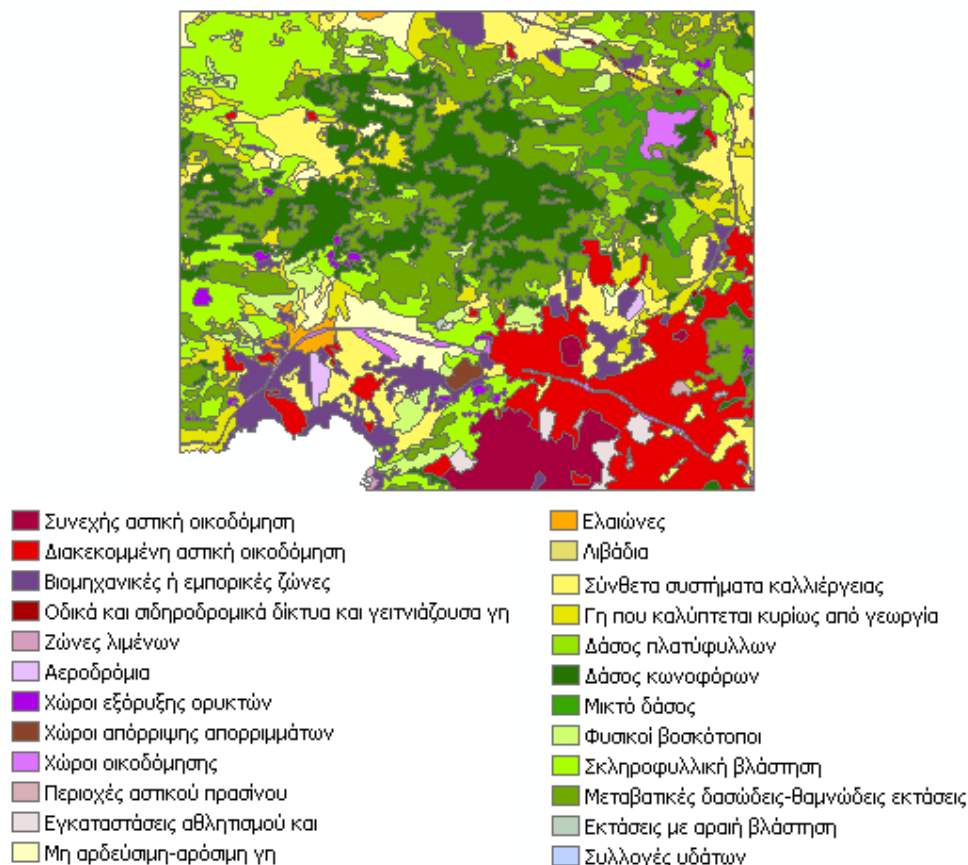 Συνεχής αστική οικοδόμηση
Διακεκομμένη αστική οικοδόμηση
Βιομηχανικές ή εμπορικές ζώνες
Οδικά και σιδηροδρομικά δίκτυα και γειτνιάζουσα γη
Ζώνες λιμένων
Αεροδρόμια
Χώροι εξόρυξης ορυκτών
Χώροι απόρριψης απορριμμάτων
Χώροι οικοδόμησης
Περιοχές αστικού πρασίνου
Εγκαταστάσεις αθλητισμού και
Μη αρδεύσιμη-αρόσιμη γη
Ελαιώνες
Λιβάδια
Σύνθετα συστήματα καλλιέργειας
Γη που καλύπτεται κυρίως από γεωργία
Δάσος πλατύφυλλων
Δάσος κωνοφόρων
Μικτό δάσος
Φυσικοί βοσκότοποι
Σκληροφυλλική βλάστηση
Μεταβατικές δασώδεις-θαμνώδεις εκτάσεις
Εκτάσεις με αραιή βλάστηση
Συλλογές υδάτων